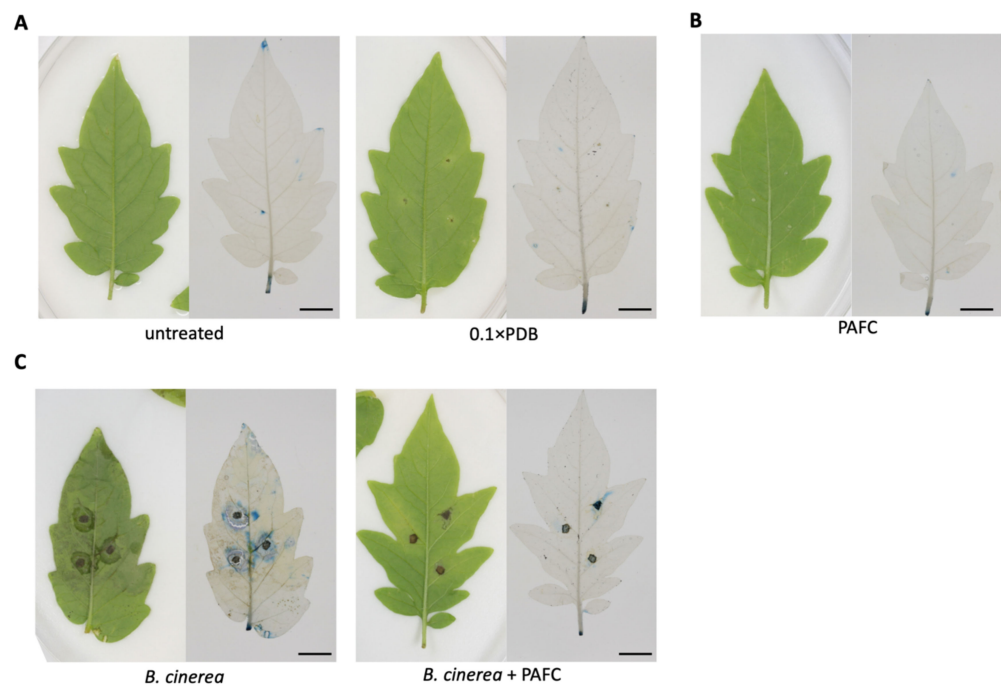 A
B
untreated
0.1×PDB
PAFC
C
B. cinerea
B. cinerea + PAFC